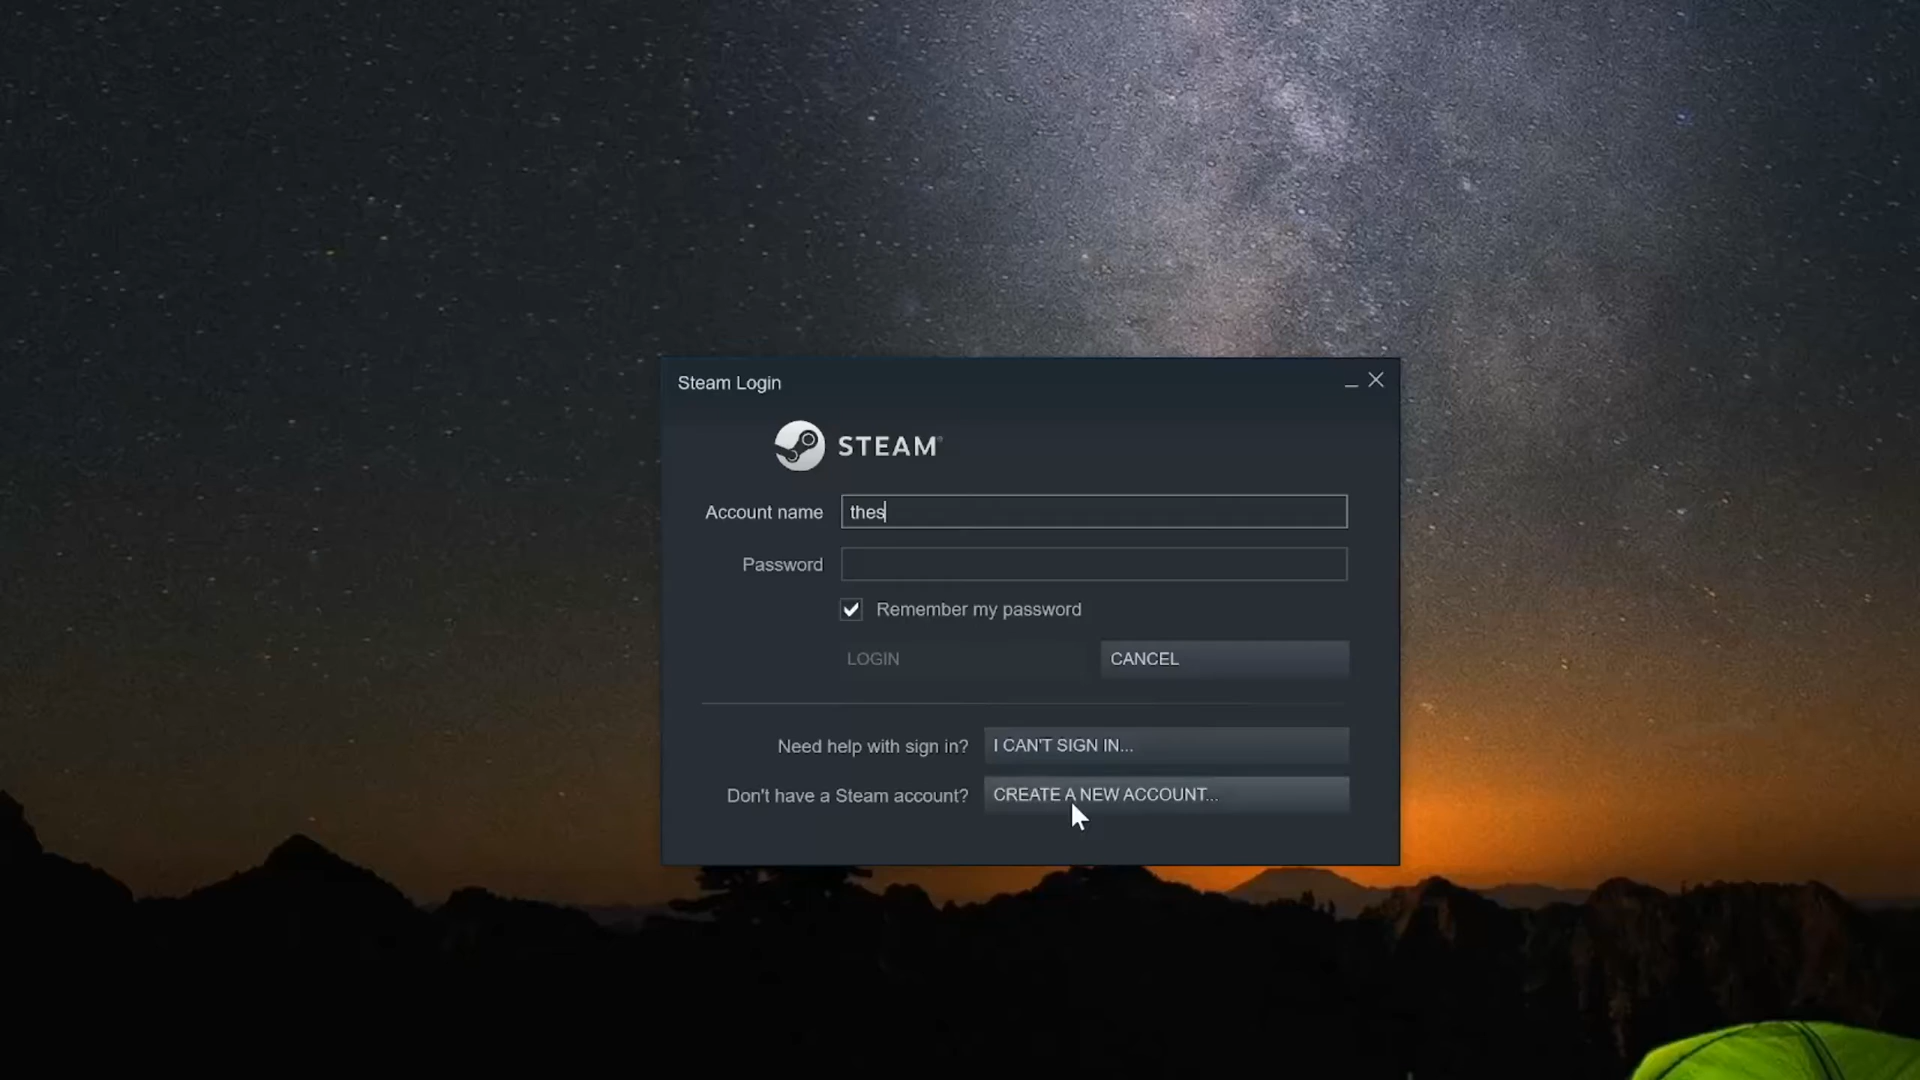 Steam Login
STEAM®
Account name thes
Password
Remember my password
LOGIN CANCEL
Need help with sign in? I CAN'T SIGN IN...
Don't have a Steam account? CREATE A NEW ACCOUNT...